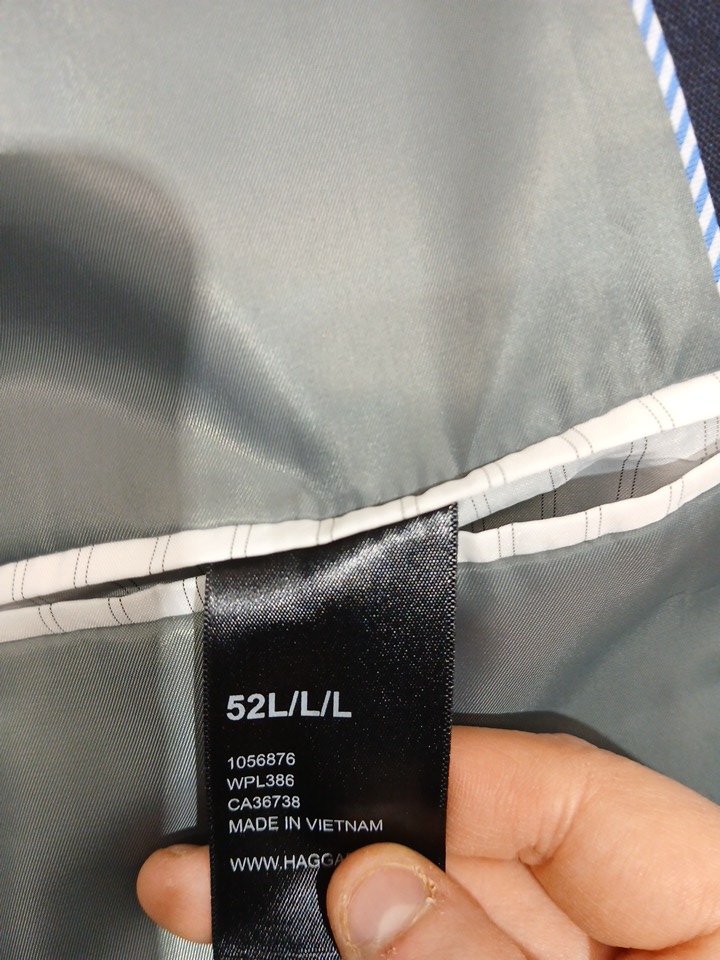 52L/L/L
1056876
WPL386
CA36738
MADE IN VIETNAM